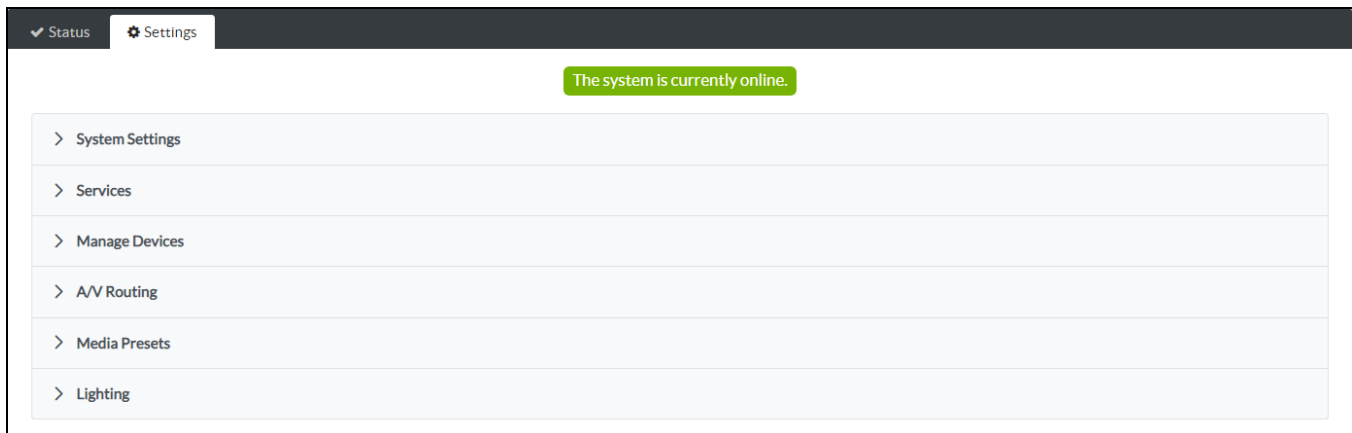 Status Settings
The system is currently online.
System Settings
Services
Manage Devices
A/V Routing
Media Presets
Lighting